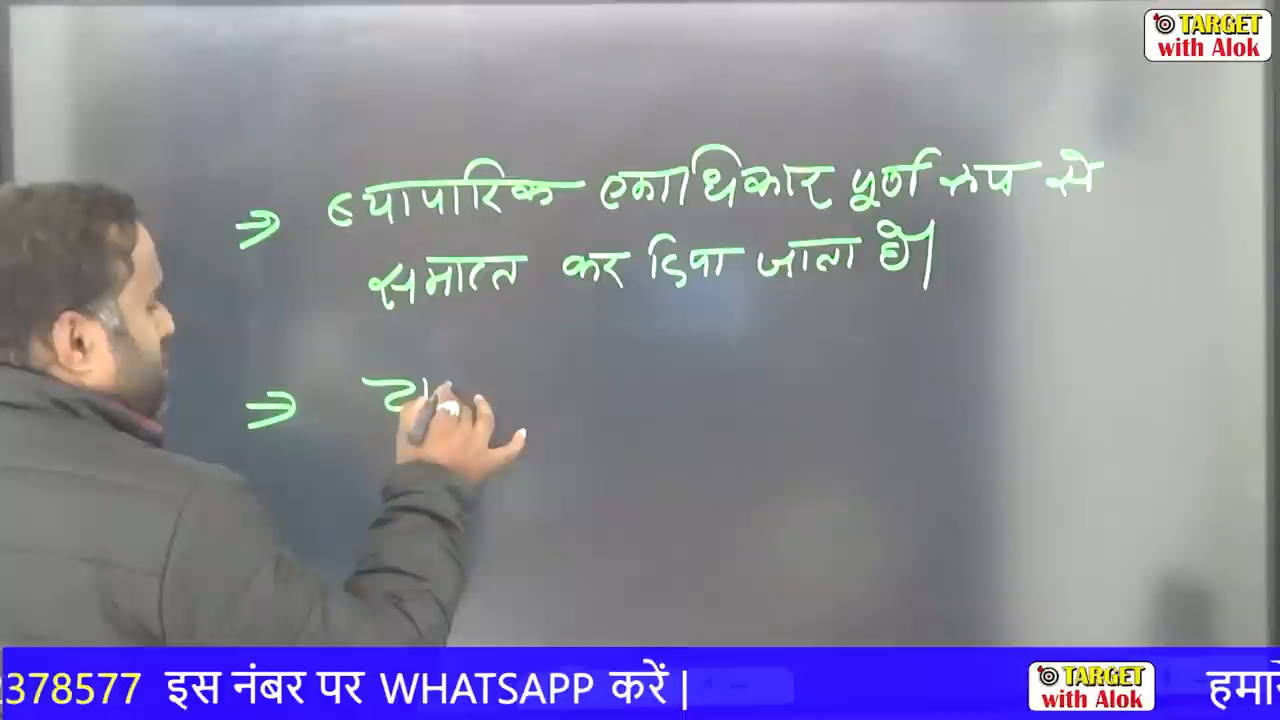 TARGET
with Alok
⇒ व्यापारिक एकाधिकार पूर्ण रूप से
समाप्त कर दिया जाता है।
⇒
378577 इस नंबर पर WHATSAPP करें |
TARGET
with Alok
हमारे